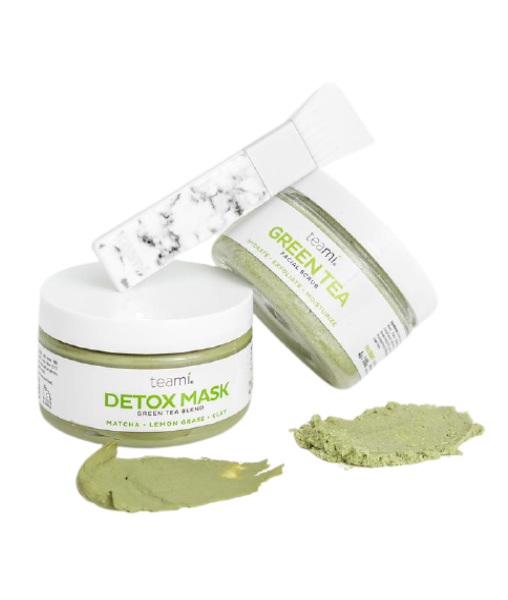 teami.
GREEN TEA
FACIAL SCRUB
HYDRATE • EXFOLIATE • MOISTURIZE
teami.
DETOX MASK
GREEN TEA BLEND
MATCHA • LEMON GRASS • CLAY